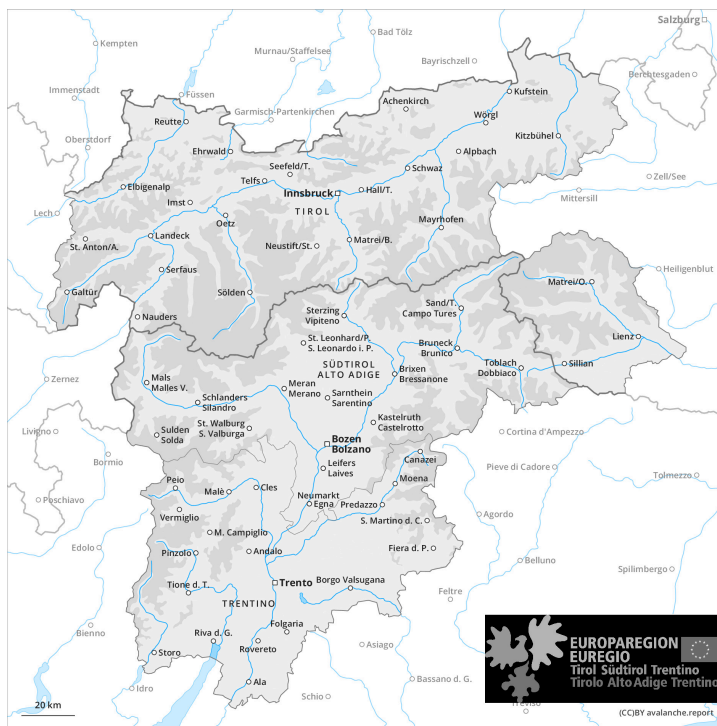 Salzburg
Kempten
Bad Tölz
Murnau/Staffelsee
Bayrischzell
Berchtesgaden
Immenstadt
Füssen
Garmisch-Partenkirchen
Achenkirch
Kufstein
Reutte
Wörgl
Oberstdorf
Ehrwald
Kitzbühel
Alpbach
Seefeld/T.
Telfs
Schwaz
Zell/See
Elbigenalp
Innsbruck
Hall/T.
Mittersill
Imst
TIROL
Lech
Oetz
Mayrhofen
St. Anton/A.
Landeck
Neustift/St.
Matrei/B.
Serfaus
Heiligenblut
Galtür
Sölden
Matrei/O.
Nauders
Sterzing
Vipiteno
Sand/T.
Campo Tures
St. Leonhard/P.
S. Leonardo i. P.
Lienz
Bruneck
Brunico
SÜDTIROL
ALTO ADIGE
Toblach
Dobbiaco
Sillian
Zernez
Mals
Malles V.
Meran
Merano
Brixen
Bressanone
Schlanders
Silandro
Sarnthein
Sarentino
St. Walburg
S. Valburga
Kastelruth
Castelrotto
Livigno
Sulden
Solda
Bozen
Bolzano
Cortina d'Ampezzo
Bormio
Canazei
Leifers
Laives
Pieve di Cadore
Tolmezzo
Peio
Moena
Malè
Cles
Neumarkt
Egna
Predazzo
Poschiavo
Vermiglio
Agordo
S. Martino d. C.
M. Campiglio
Edolo
Pinzolo
Andalo
Fiera d. P.
Belluno
Spilimbergo
Tione d. T.
Trento
Borgo Valsugana
Feltre
TRENTINO
Bienno
Riva d. G.
Folgaria
Rovereto
Asiago
Storo
Ala
Idro
Schio
Bassano d. G.
Treviso
EUROPAREGION
EUREGIO
Tirol Südtirol Trentino
Tirolo Alto Adige Trentino
20 km
(CC)BY avalanche.report